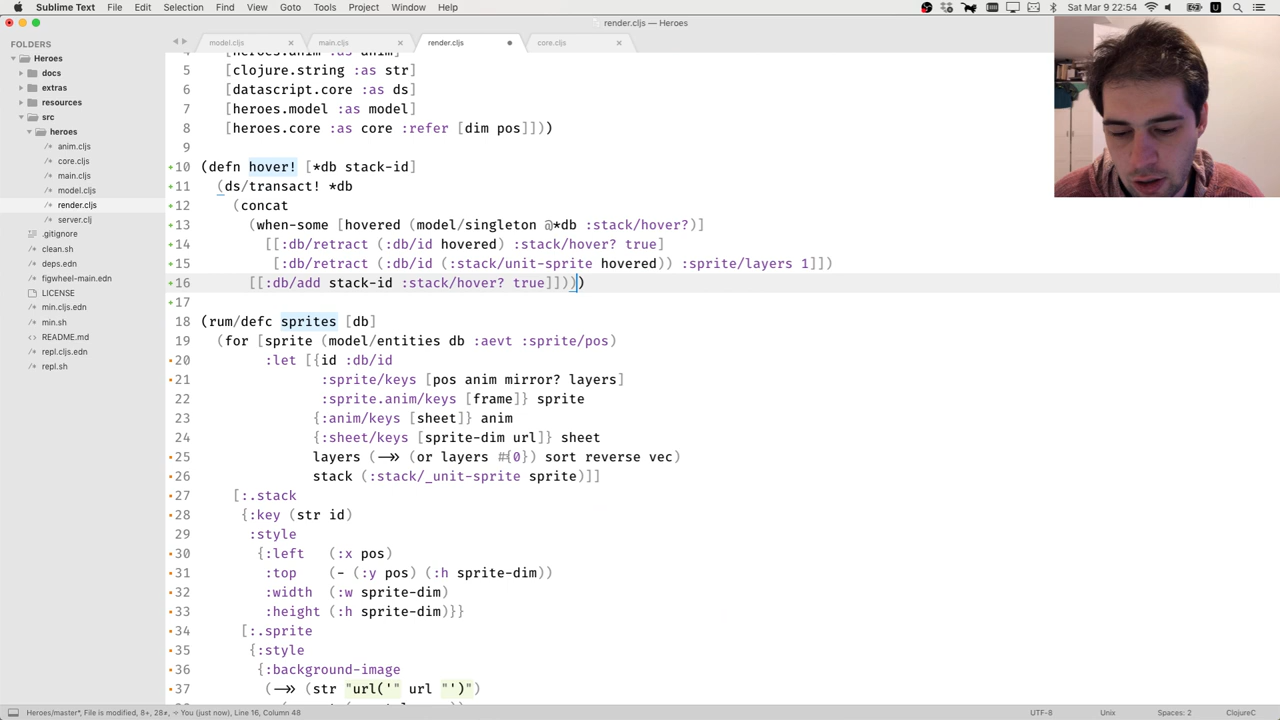 Sublime Text File Edit Selection Find View Goto Tools Project Window Help
Sat Mar 9 22:54
render.cljs — Heroes
FOLDERS
Heroes
docs
extras
resources
src
heroes
anim.cljs
core.cljs
main.cljs
model.cljs
render.cljs
server.clj
.gitignore
clean.sh
deps.edn
figwheel-main.edn
LICENSE
min.cljs.edn
min.sh
README.md
repl.cljs.edn
repl.sh
model.cljs main.cljs render.cljs core.cljs
5 [clojure.string :as str]
6 [datascript.core :as ds]
7 [heroes.model :as model]
8 [heroes.core :as core :refer [dim pos]]))
9
10 (defn hover! [*db stack-id]
11 (ds/transact! *db
12 (concat
13 (when-some [hovered (model/singleton @*db :stack/hover?)]
14 [[:db/retract (:db/id hovered) :stack/hover? true]
15 [:db/retract (:db/id (:stack/unit-sprite hovered)) :sprite/layers 1]])
16 [[:db/add stack-id :stack/hover? true]])))
17
18 (rum/defc sprites [db]
19 (for [sprite (model/entities db :aevt :sprite/pos)
20 :let [{id :db/id
21 :sprite/keys [pos anim mirror? layers]
22 :sprite.anim/keys [frame]} sprite
23 {:anim/keys [sheet]} anim
24 {:sheet/keys [sprite-dim url]} sheet
25 layers (->> (or layers #{0}) sort reverse vec)
26 stack (:stack/_unit-sprite sprite)]]
27 [:.stack
28 {:key (str id)
29 :style
30 {:left (:x pos)
31 :top (- (:y pos) (:h sprite-dim))
32 :width (:w sprite-dim)
33 :height (:h sprite-dim)}}
34 [:.sprite
35 {:style
36 {:background-image
37 (->> (str "url('" url "')")
Heroes/master*, File is modified, 8+, 28≠, ⇡ You (just now), Line 16, Column 48
UTF-8 Unix Spaces: 2 ClojureC